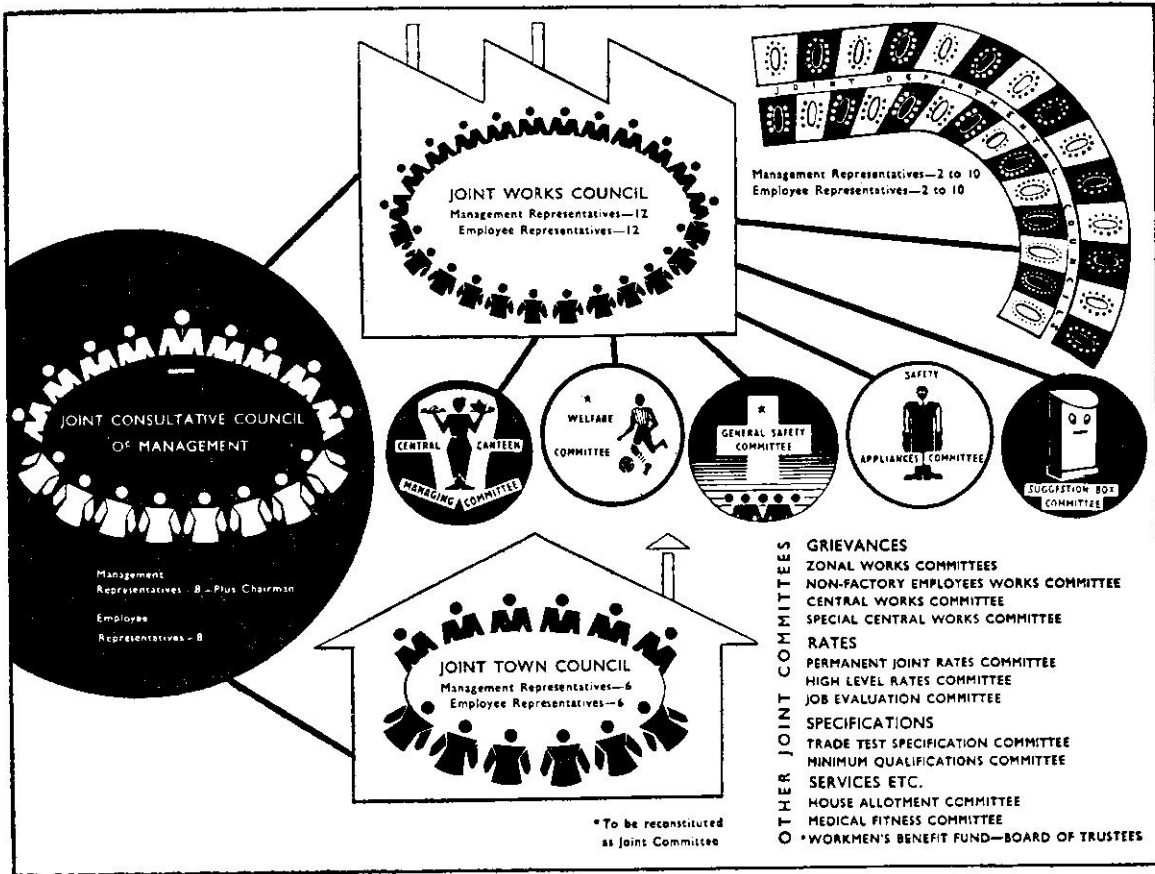 JOINT WORKS COUNCIL
Management Representatives—12
Employee Representatives—12
JOINT DEPARTMENTAL COUNCILS
Management Representatives—2 to 10
Employee Representatives—2 to 10
JOINT CONSULTATIVE COUNCIL
OF MANAGEMENT
Management
Representatives - 8 - Plus Chairman
Employee
Representatives - 8
CENTRAL CANTEEN
MANAGING COMMITTEE
*
WELFARE
COMMITTEE
*
GENERAL SAFETY
COMMITTEE
SAFETY
APPLIANCES COMMITTEE
SUGGESTION BOX
COMMITTEE
JOINT TOWN COUNCIL
Management Representatives—6
Employee Representatives—6
*To be reconstituted
as Joint Committee
OTHER JOINT COMMITTEES
GRIEVANCES
ZONAL WORKS COMMITTEES
NON-FACTORY EMPLOYEES WORKS COMMITTEE
CENTRAL WORKS COMMITTEE
SPECIAL CENTRAL WORKS COMMITTEE
RATES
PERMANENT JOINT RATES COMMITTEE
HIGH LEVEL RATES COMMITTEE
JOB EVALUATION COMMITTEE
SPECIFICATIONS
TRADE TEST SPECIFICATION COMMITTEE
MINIMUM QUALIFICATIONS COMMITTEE
SERVICES ETC.
HOUSE ALLOTMENT COMMITTEE
MEDICAL FITNESS COMMITTEE
*WORKMEN'S BENEFIT FUND—BOARD OF TRUSTEES